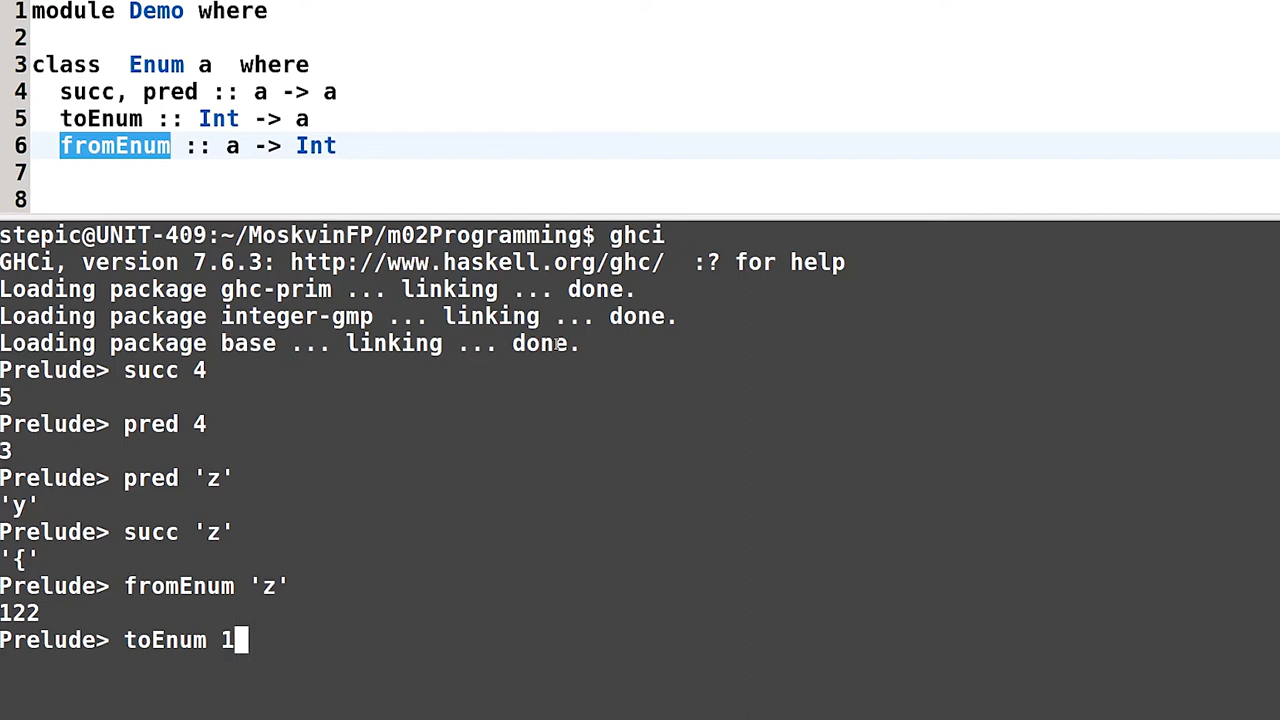 1 module Demo where
2
3 class  Enum a  where
4   succ, pred :: a -> a
5   toEnum :: Int -> a
6   fromEnum :: a -> Int
7
8
stepic@UNIT-409:~/MoskvinFP/m02Programming$ ghci
GHCi, version 7.6.3: http://www.haskell.org/ghc/  :? for help
Loading package ghc-prim ... linking ... done.
Loading package integer-gmp ... linking ... done.
Loading package base ... linking ... done.
Prelude> succ 4
5
Prelude> pred 4
3
Prelude> pred 'z'
'y'
Prelude> succ 'z'
'{'
Prelude> fromEnum 'z'
122
Prelude> toEnum 1